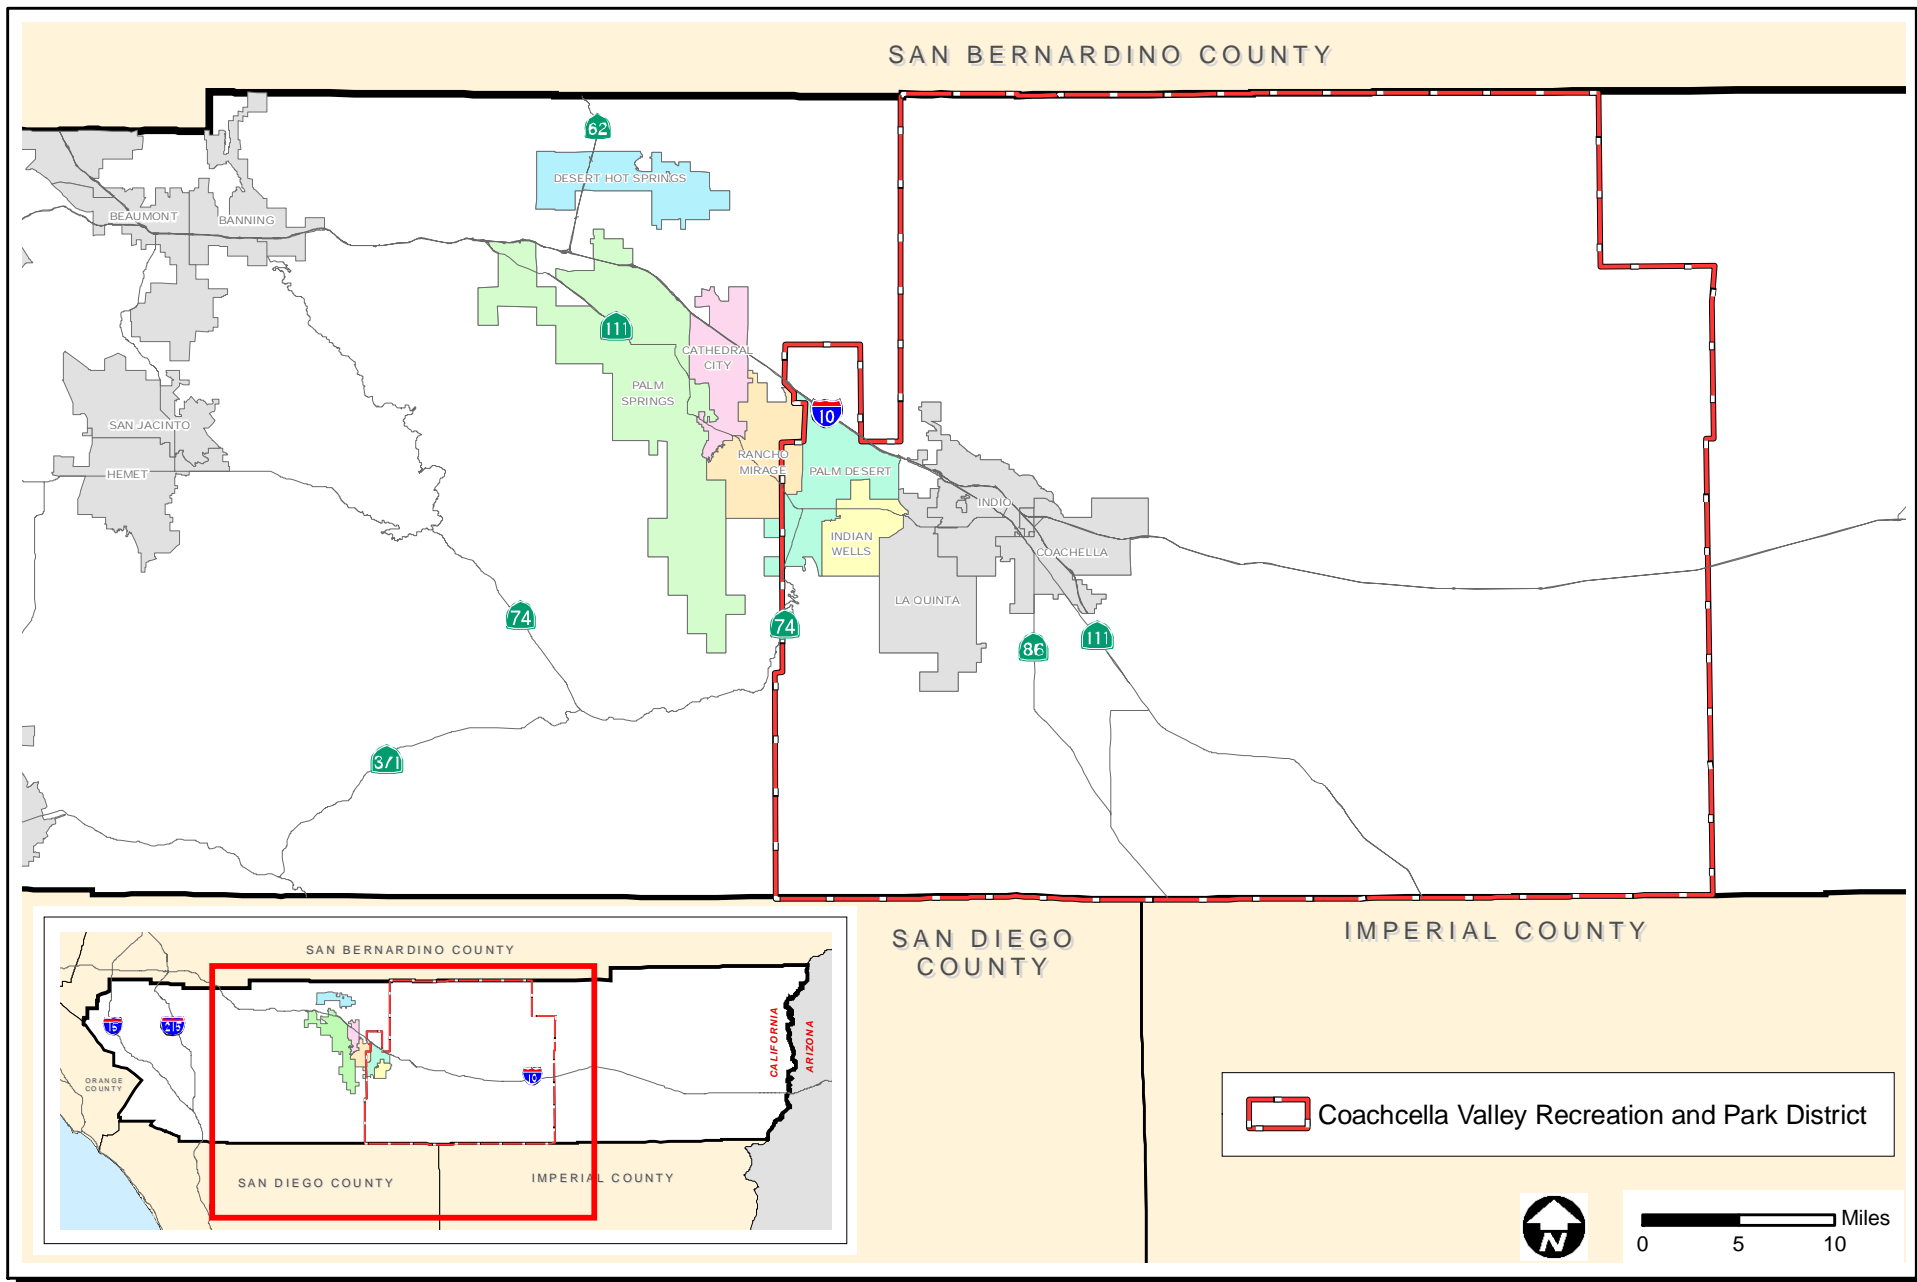 SAN BERNARDINO COUNTY
62
DESERT HOT SPRINGS
BEAUMONT
BANNING
111
CATHEDRAL
CITY
PALM
SPRINGS
10
SAN JACINTO
HEMET
RANCHO
MIRAGE
PALM DESERT
INDIO
INDIAN
WELLS
COACHELLA
LA QUINTA
74
74
86
111
371
SAN DIEGO
COUNTY
IMPERIAL COUNTY
SAN BERNARDINO COUNTY
15
215
10
ORANGE
COUNTY
CALIFORNIA
ARIZONA
SAN DIEGO COUNTY
IMPERIAL COUNTY
Coachcella Valley Recreation and Park District
N
Miles
0 5 10